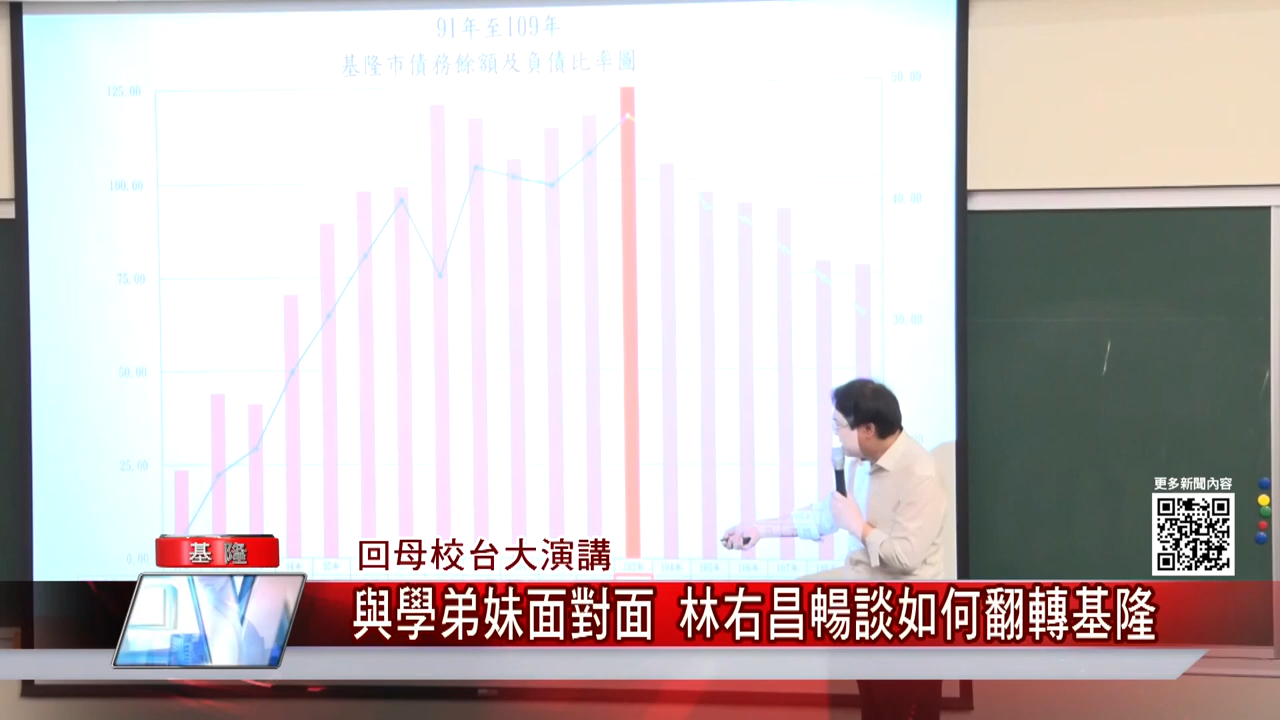 91年至109年
基隆市債務餘額及負債比率圖
125.00
50.00
100.00
40.00
75.00
30.00
50.00
25.00
0.00
更多新聞內容
基隆
回母校台大演講
與學弟妹面對面 林右昌暢談如何翻轉基隆